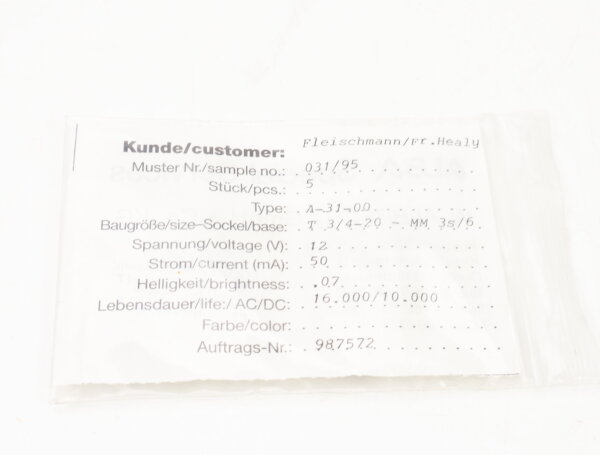 Kunde/customer: Fleischmann/Fr.Healy
Muster Nr./sample no.: 031/95
Stück/pcs.: 5
Type: A-31-00
Baugröße/size–Sockel/base: T 3/4-20 - MM 3s/6
Spannung/voltage (V): 12
Strom/current (mA): 50
Helligkeit/brightness: .07
Lebensdauer/life:/ AC/DC: 16.000/10.000
Farbe/color:
Auftrags-Nr.: 987572